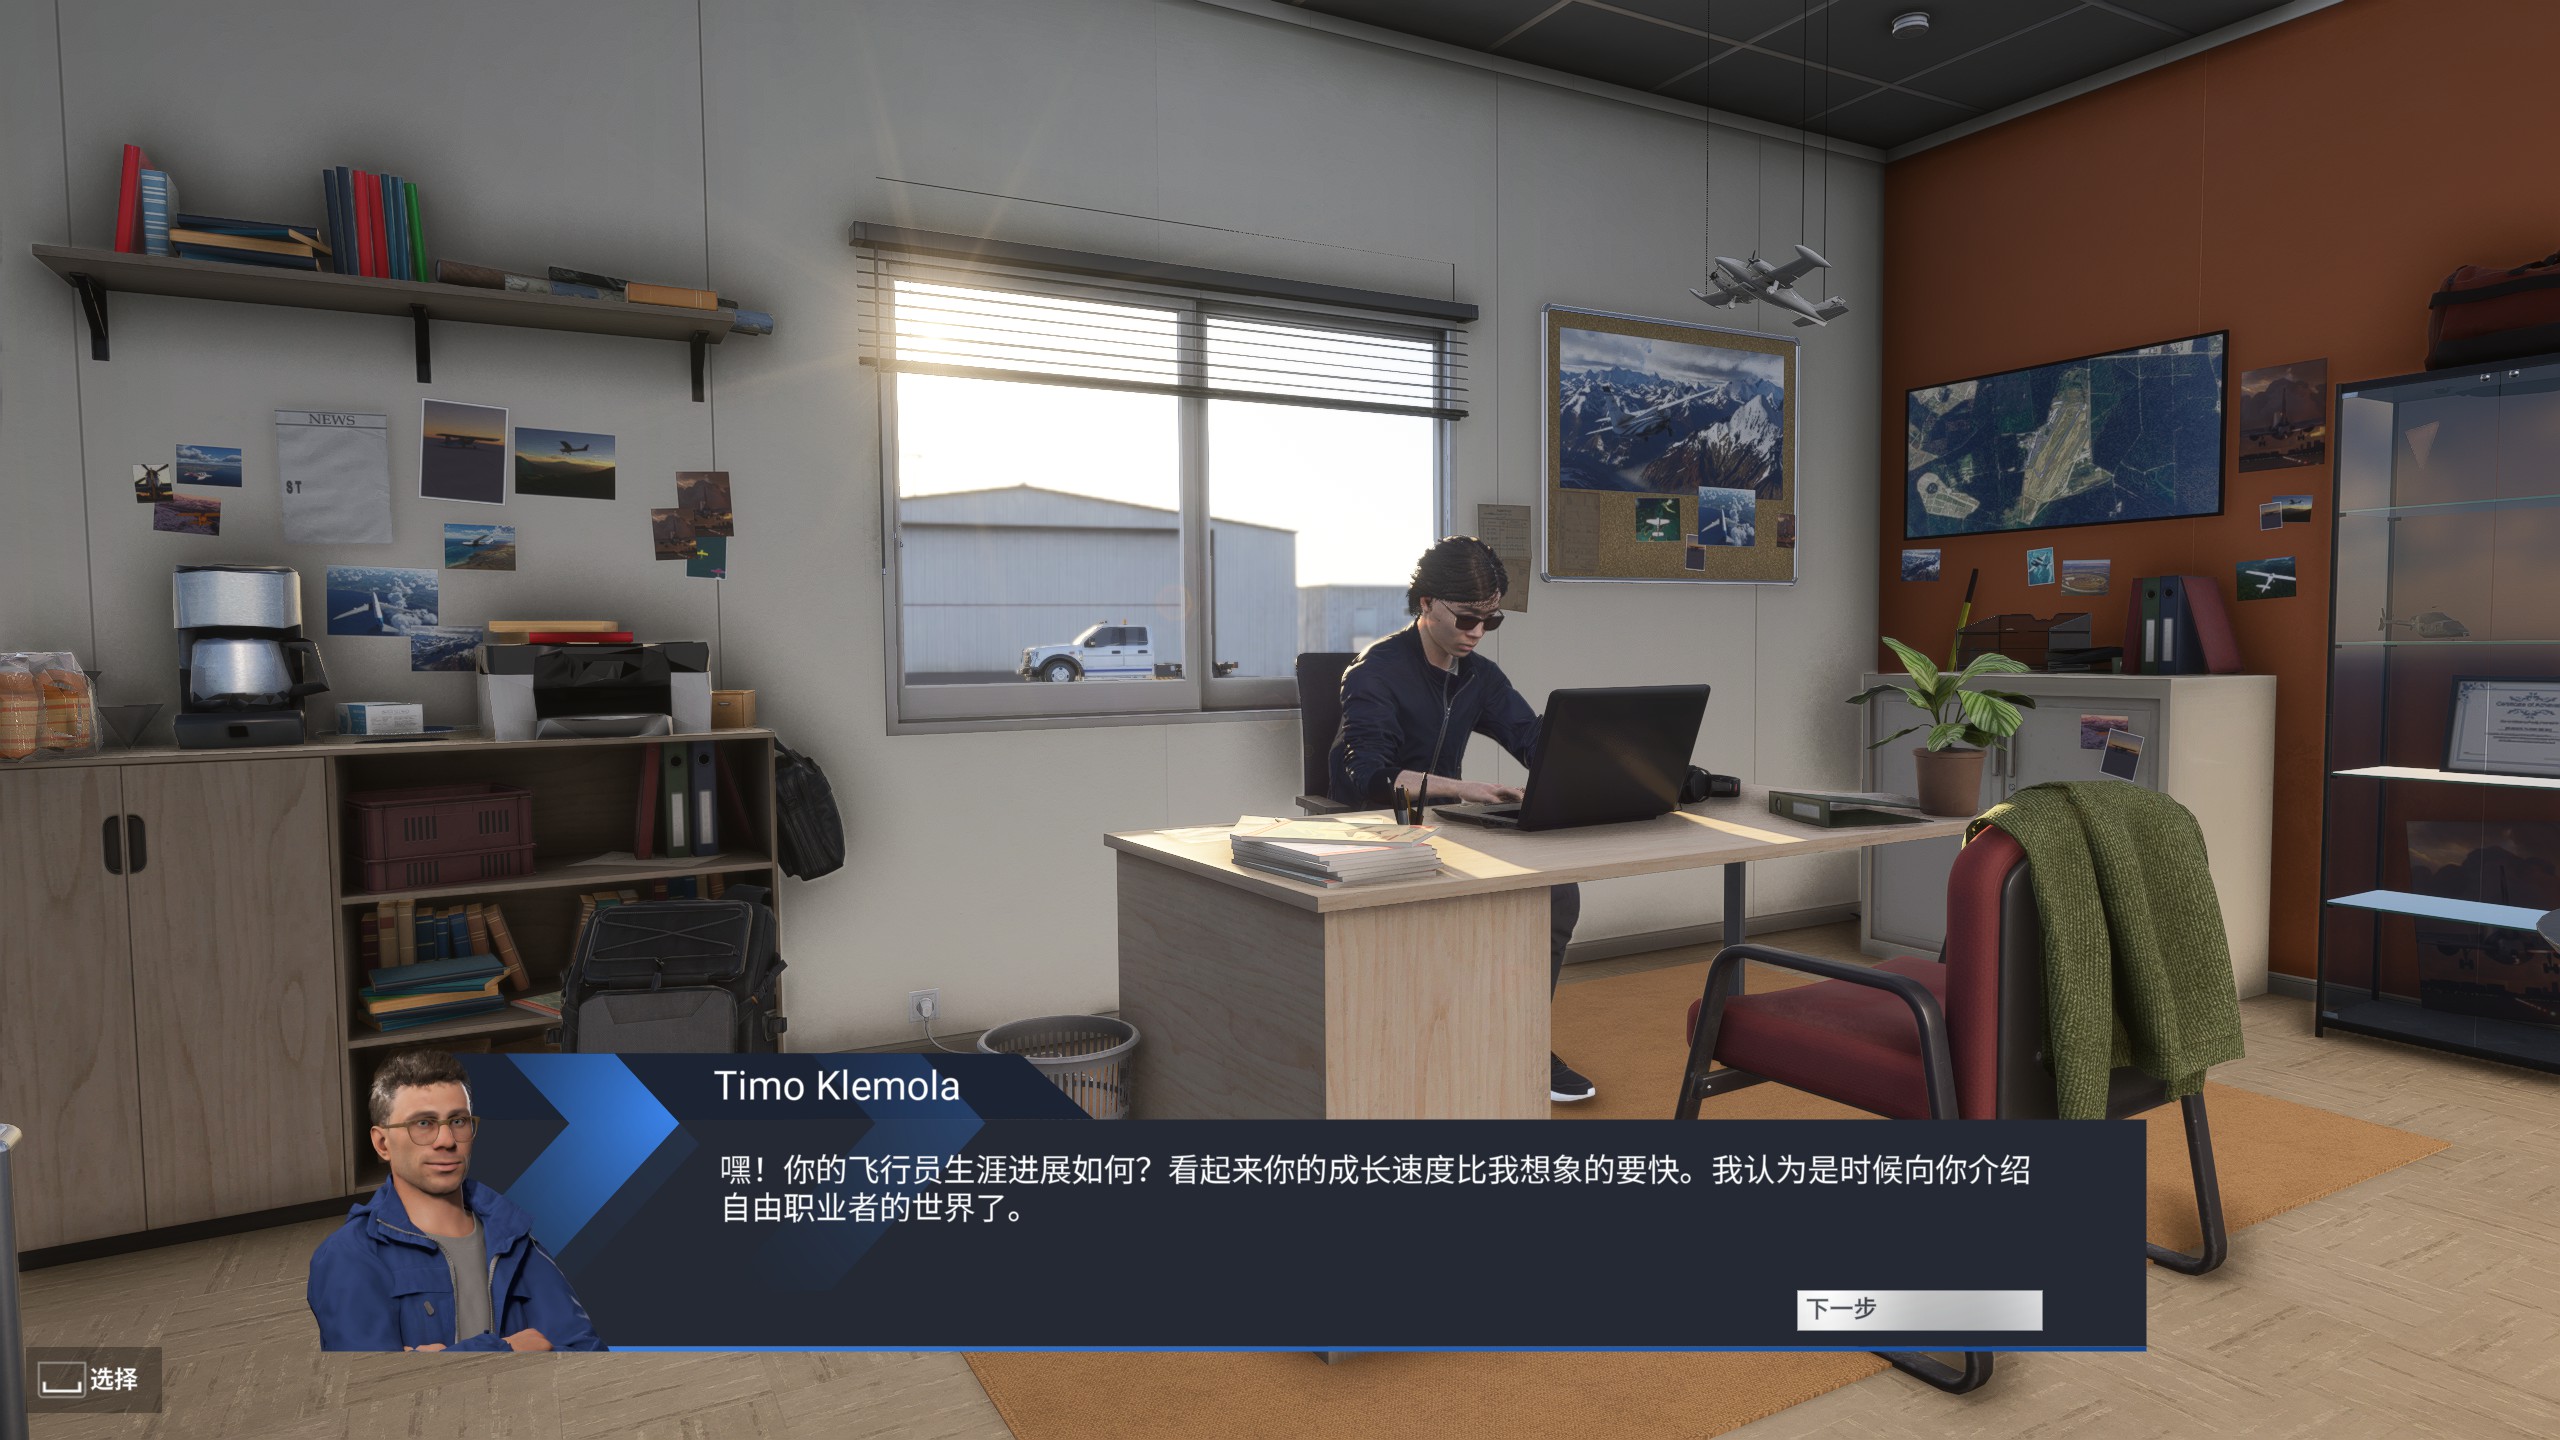 NEWS
ST
Timo Klemola
嘿！你的飞行员生涯进展如何？看起来你的成长速度比我想象的要快。我认为是时候向你介绍
自由职业者的世界了。
下一步
选择